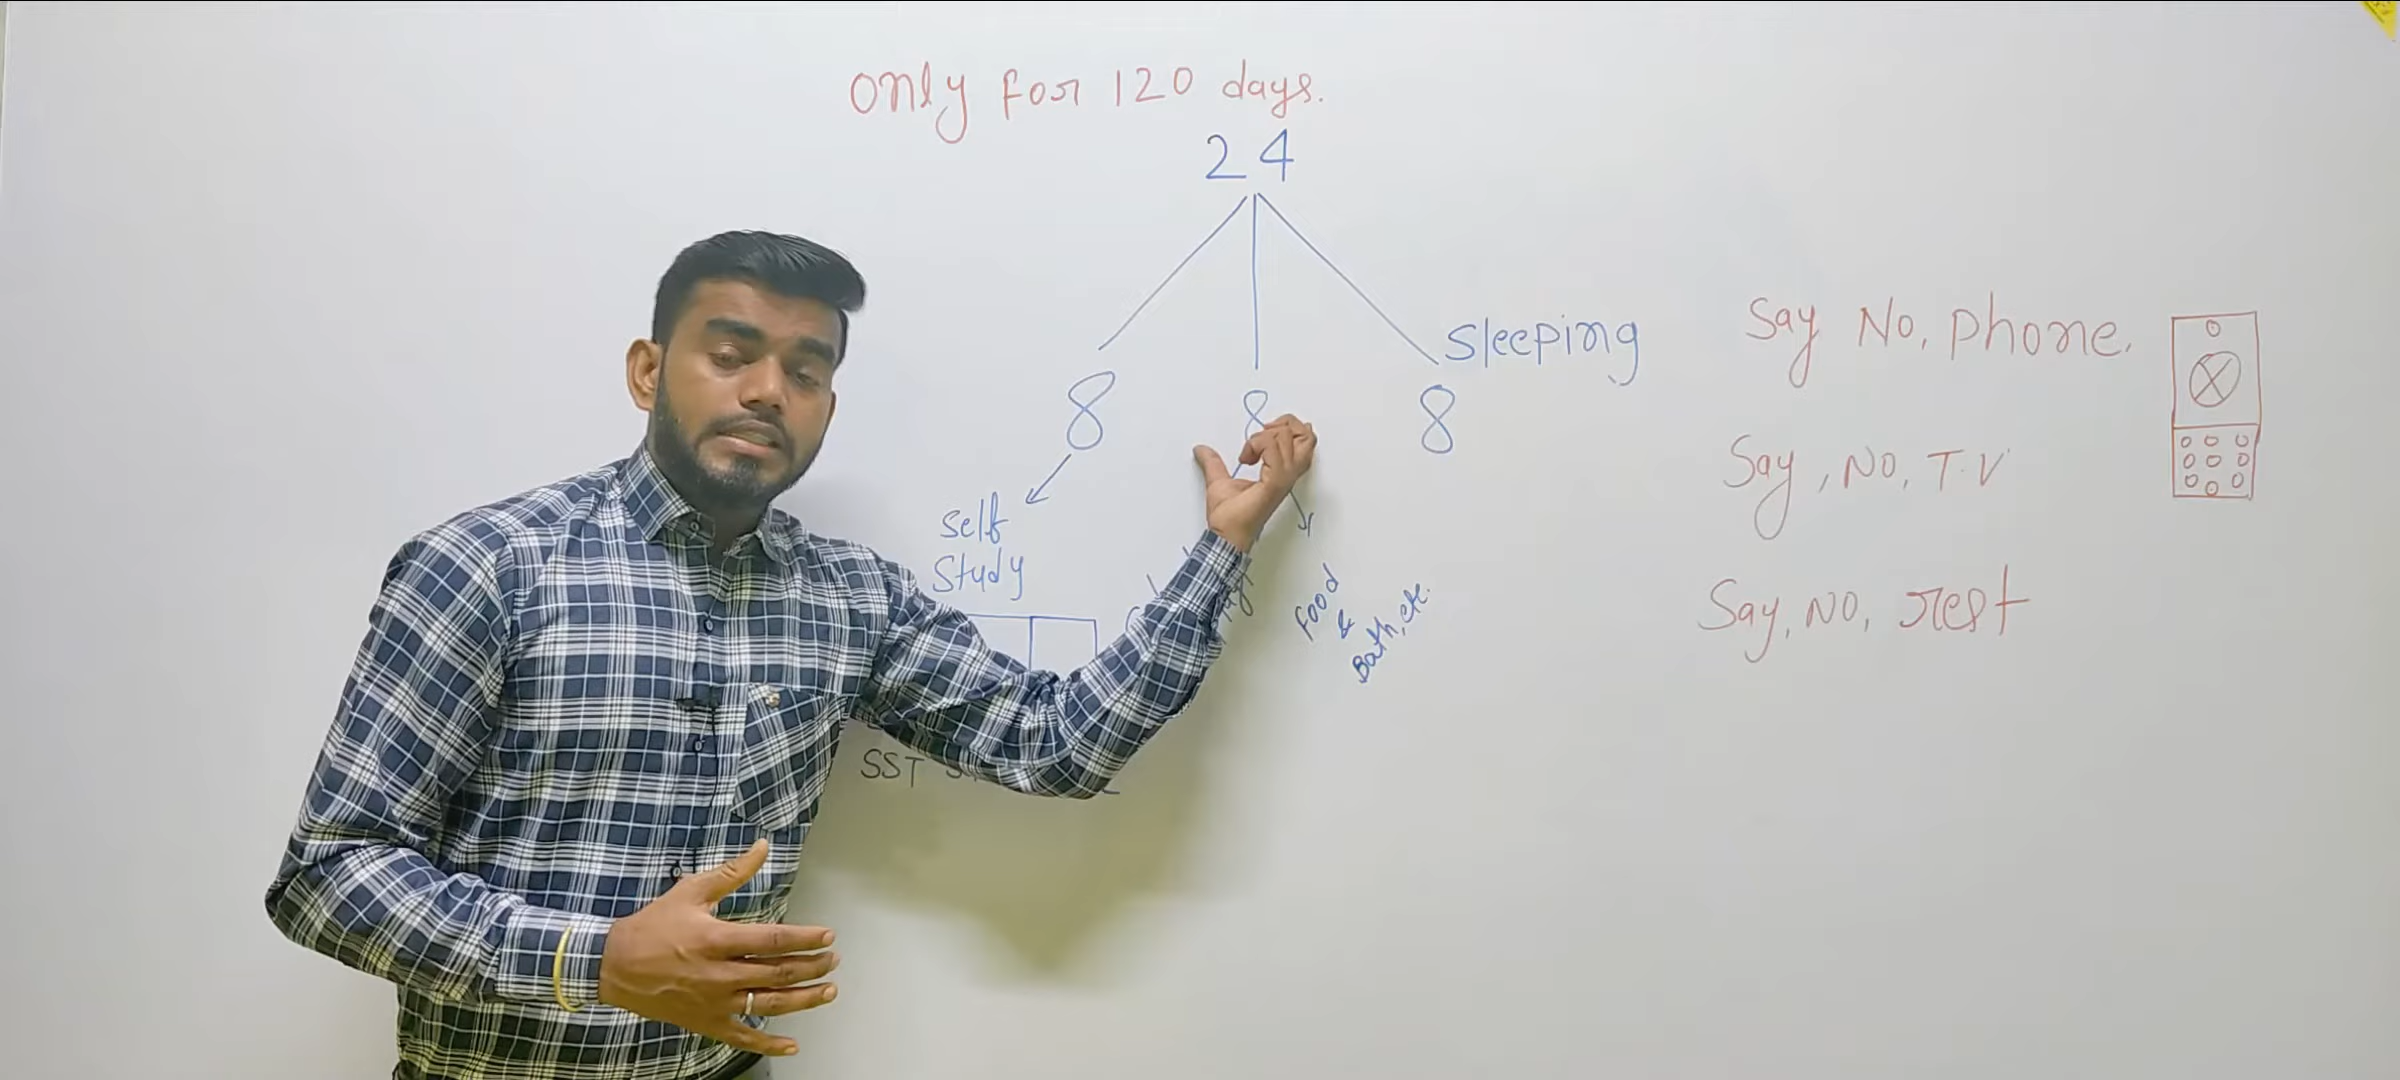 Only for 120 days.
24
8 8 8
Sleeping
Self
Study
Food
&
Bath, etc.
SST
Say No, phone.
Say, No, T.V
Say, No, rest